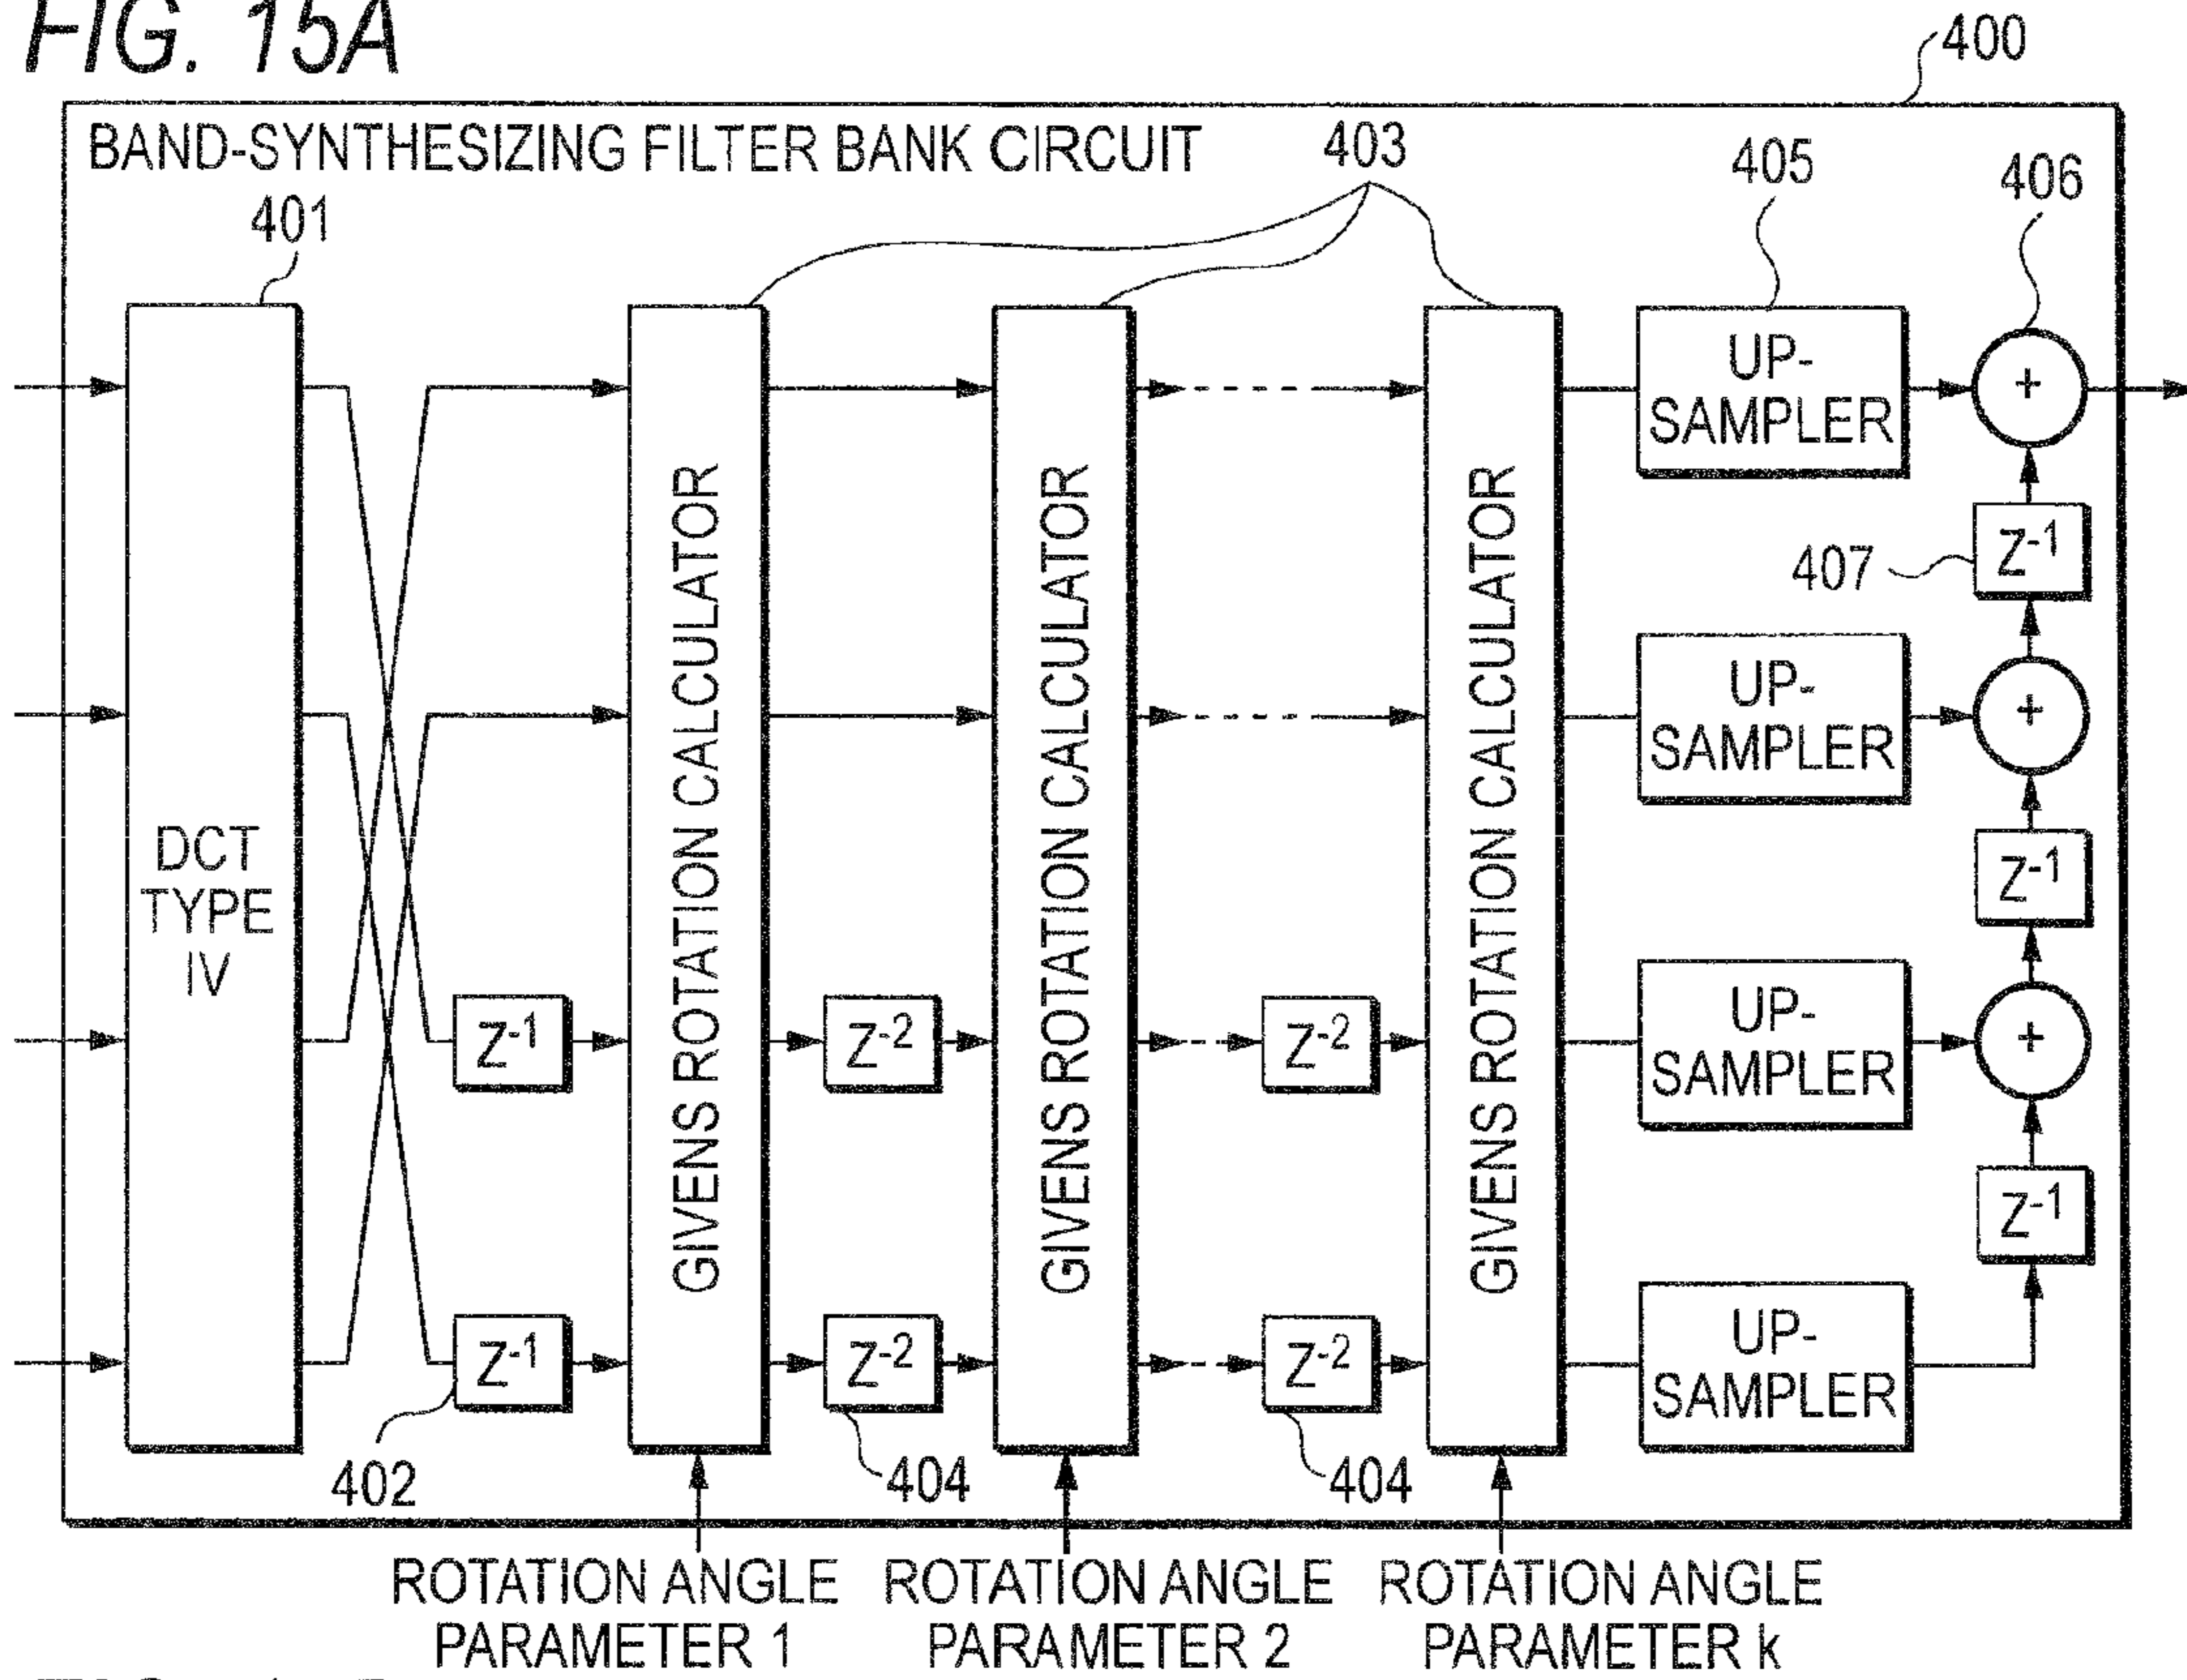 FIG. 15A
400
BAND-SYNTHESIZING FILTER BANK CIRCUIT
403
405
406
401
UP-
SAMPLER
+
Z-1
407
UP-
SAMPLER
+
DCT
TYPE
IV
GIVENS ROTATION CALCULATOR
GIVENS ROTATION CALCULATOR
GIVENS ROTATION CALCULATOR
Z-1
Z-1
Z-2
Z-2
UP-
SAMPLER
+
Z-1
Z-1
Z-2
Z-2
UP-
SAMPLER
402
404
404
ROTATION ANGLE
PARAMETER 1
ROTATION ANGLE
PARAMETER 2
ROTATION ANGLE
PARAMETER k